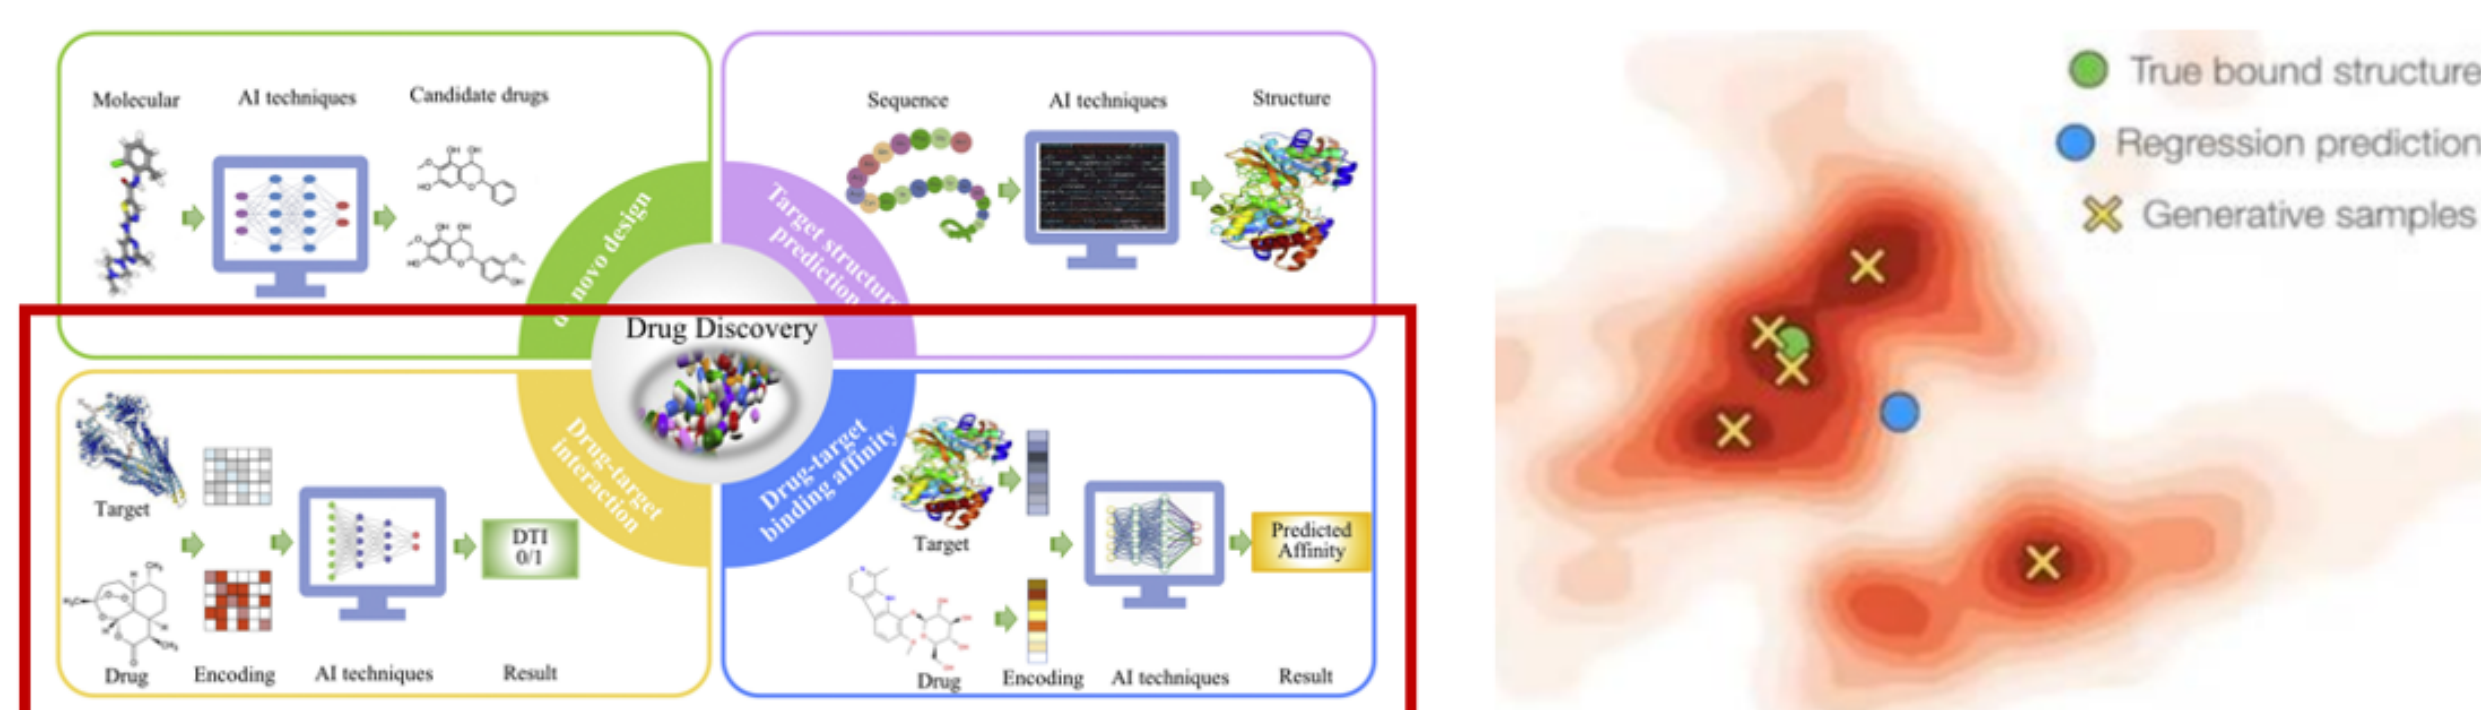 Molecular
AI techniques
Candidate drugs
novo design
Sequence
AI techniques
Structure
Target structure
prediction
Drug Discovery
Target
Drug
Encoding
AI techniques
DTI
0/1
Result
Drug-target
interaction
Drug-target
binding affinity
Target
Drug
Encoding
AI techniques
Predicted
Affinity
Result
True bound structure
Regression prediction
Generative samples